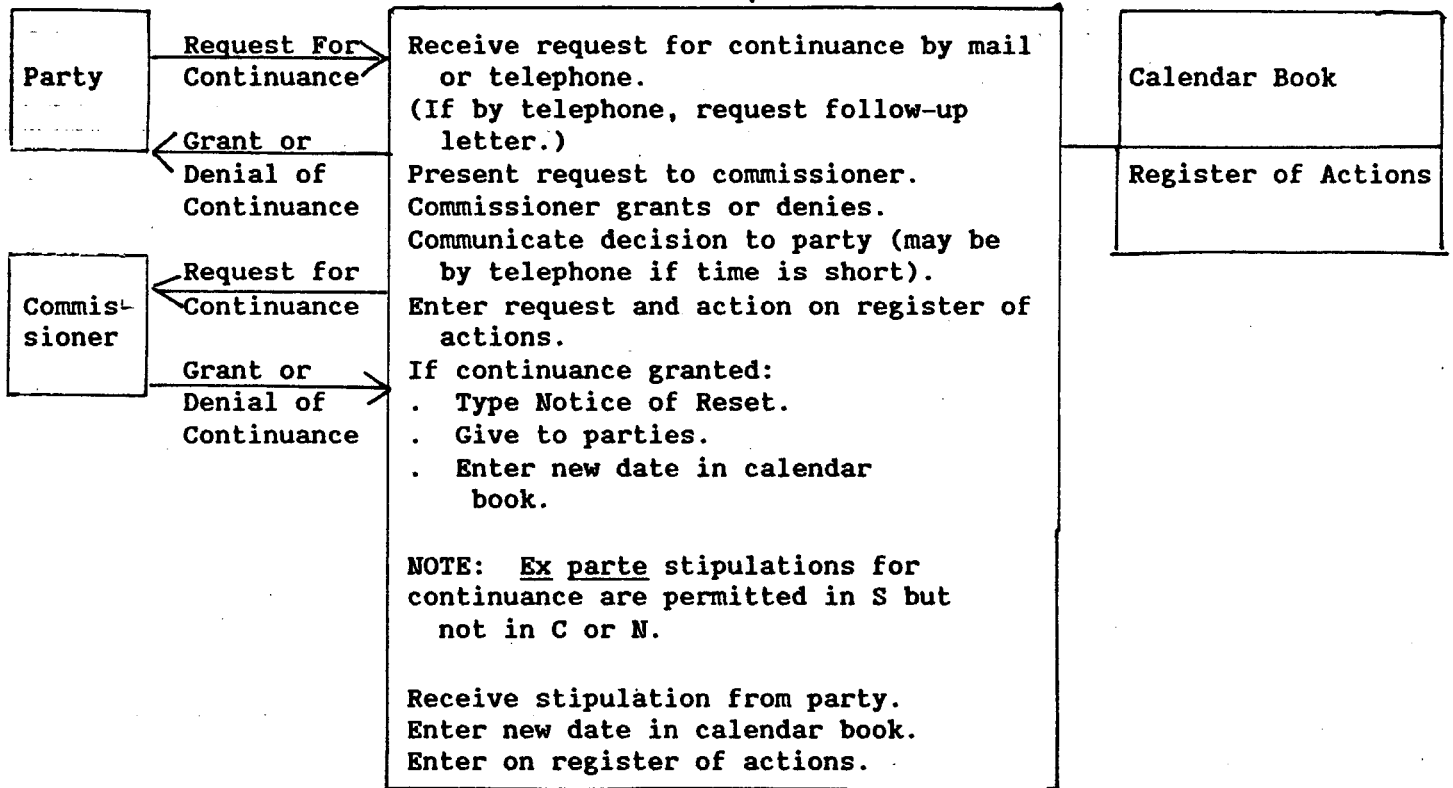 Party
Request For
Continuance
Grant or
Denial of
Continuance
Commis-
sioner
Request for
Continuance
Grant or
Denial of
Continuance
Receive request for continuance by mail
or telephone.
(If by telephone, request follow-up
letter.)
Present request to commissioner.
Commissioner grants or denies.
Communicate decision to party (may be
by telephone if time is short).
Enter request and action on register of
actions.
If continuance granted:
. Type Notice of Reset.
. Give to parties.
. Enter new date in calendar
book.
NOTE: Ex parte stipulations for
continuance are permitted in S but
not in C or N.
Receive stipulation from party.
Enter new date in calendar book.
Enter on register of actions.
Calendar Book
Register of Actions